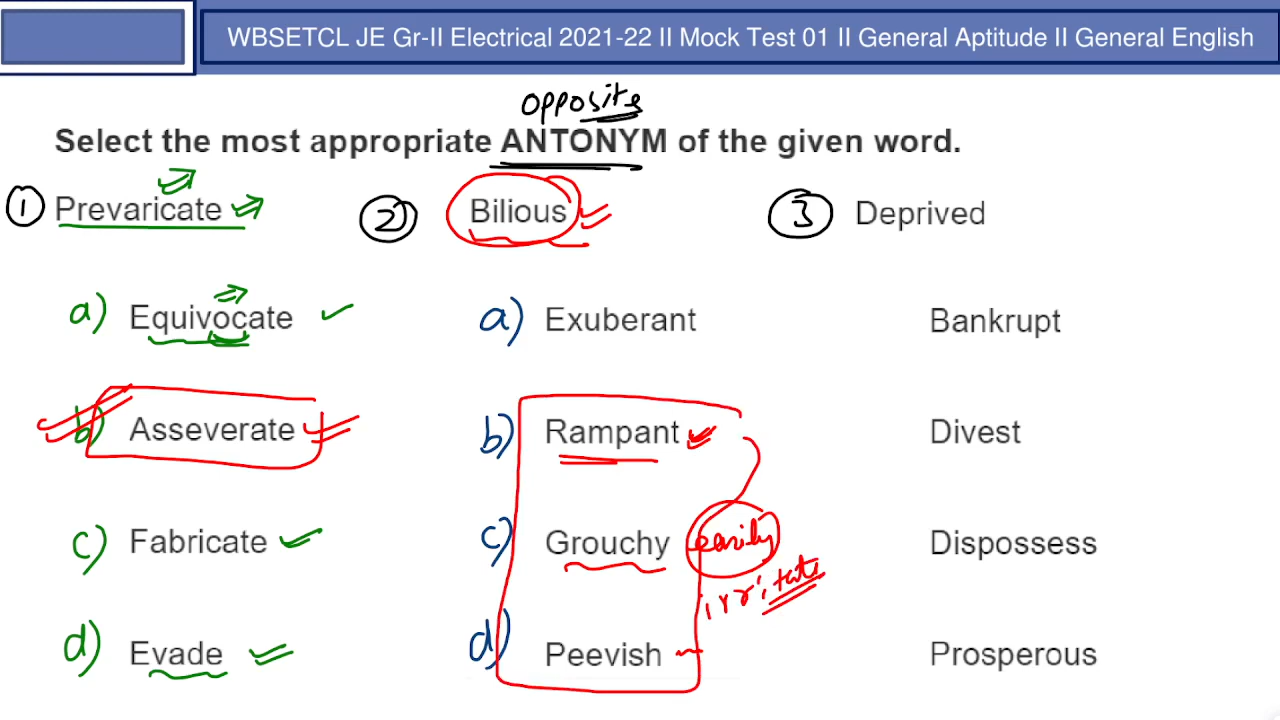 WBSETCL JE Gr-II Electrical 2021-22 II Mock Test 01 II General Aptitude II General English
opposite
Select the most appropriate ANTONYM of the given word.
1 Prevaricate 2 Bilious 3 Deprived
a) Equivocate a) Exuberant Bankrupt
b) Asseverate b) Rampant Divest
c) Fabricate c) Grouchy easily Dispossess
irritate
d) Evade d) Peevish Prosperous